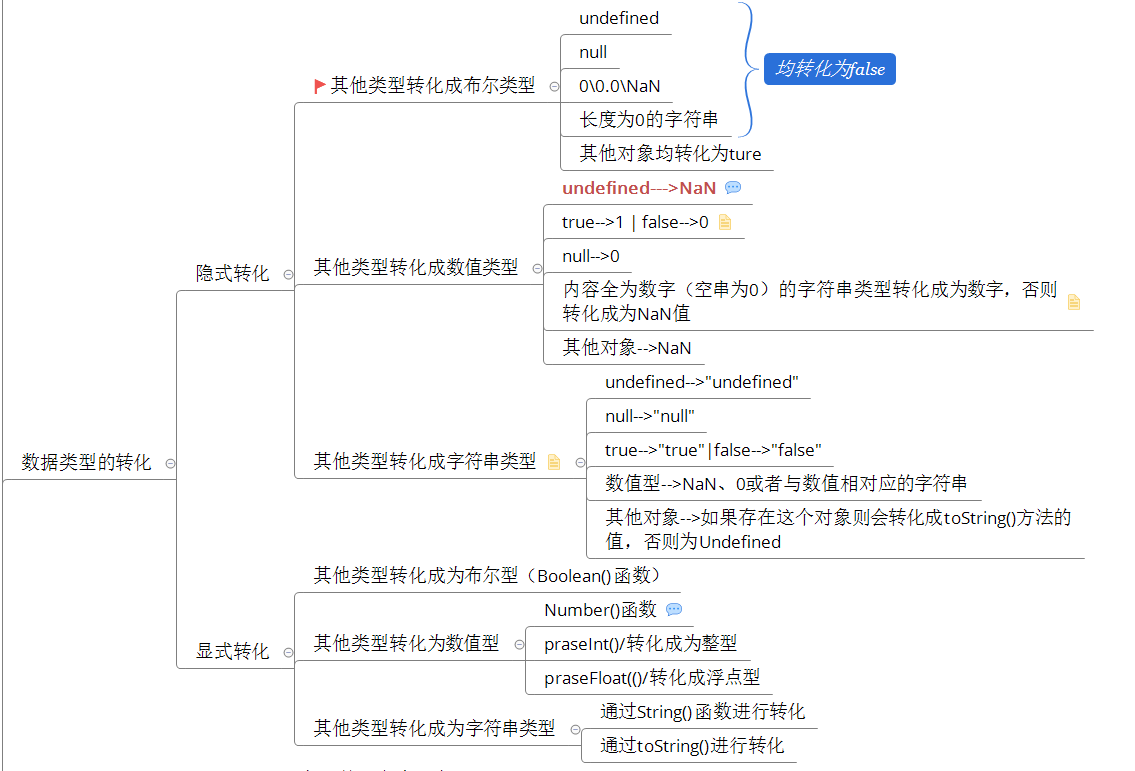 undefined
null
0\0.0\NaN
长度为0的字符串
均转化为false
其他对象均转化为ture
其他类型转化成布尔类型
undefined--->NaN
true-->1 | false-->0
null-->0
内容全为数字（空串为0）的字符串类型转化成为数字，否则
转化成为NaN值
其他对象-->NaN
其他类型转化成数值类型
隐式转化
undefined-->"undefined"
null-->"null"
true-->"true"|false-->"false"
数值型-->NaN、0或者与数值相对应的字符串
其他对象-->如果存在这个对象则会转化成toString()方法的
值，否则为Undefined
其他类型转化成字符串类型
数据类型的转化
其他类型转化成为布尔型（Boolean()函数）
Number()函数
praseInt()/转化成为整型
praseFloat(()/转化成浮点型
其他类型转化为数值型
显式转化
通过String()函数进行转化
通过toString()进行转化
其他类型转化成为字符串类型